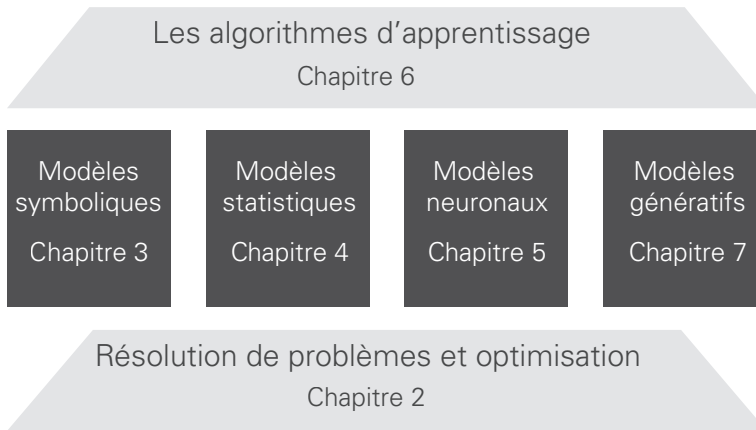 Les algorithmes d’apprentissage
Chapitre 6
Modèles
symboliques
Chapitre 3
Modèles
statistiques
Chapitre 4
Modèles
neuronaux
Chapitre 5
Modèles
génératifs
Chapitre 7
Résolution de problèmes et optimisation
Chapitre 2